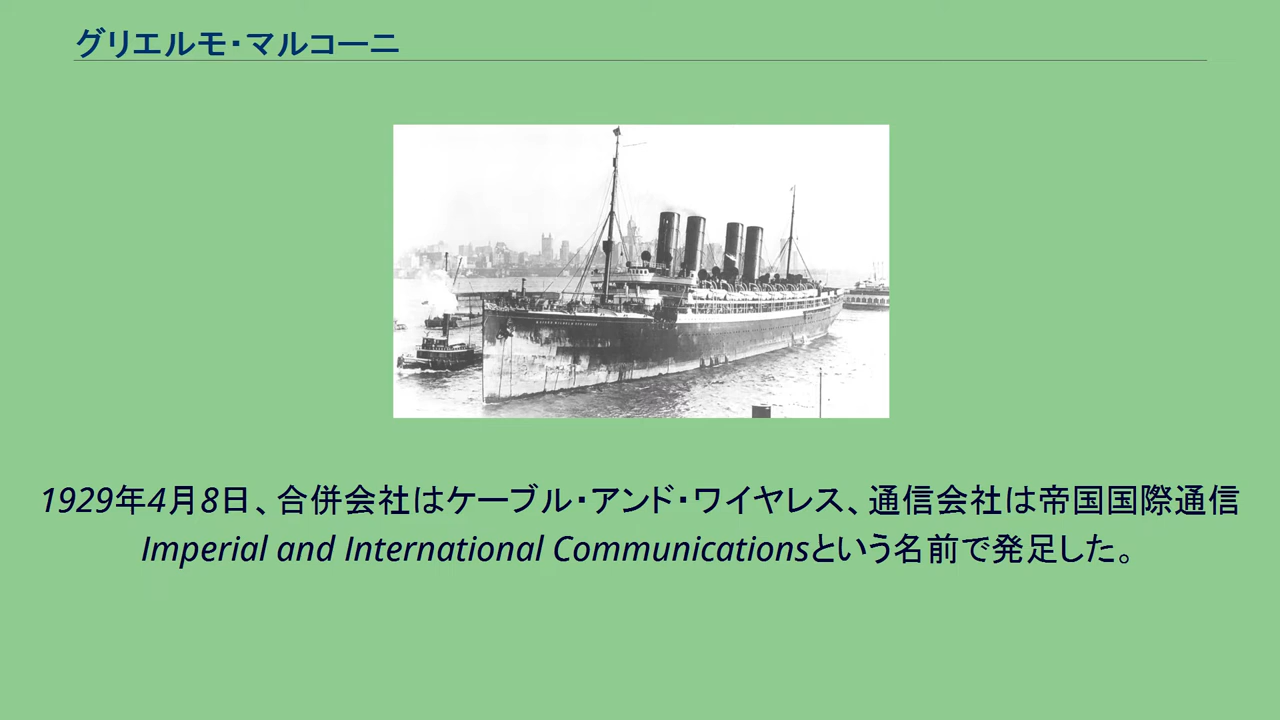 グリエルモ・マルコーニ
1929年4月8日、合併会社はケーブル・アンド・ワイヤレス、通信会社は帝国国際通信
Imperial and International Communicationsという名前で発足した。